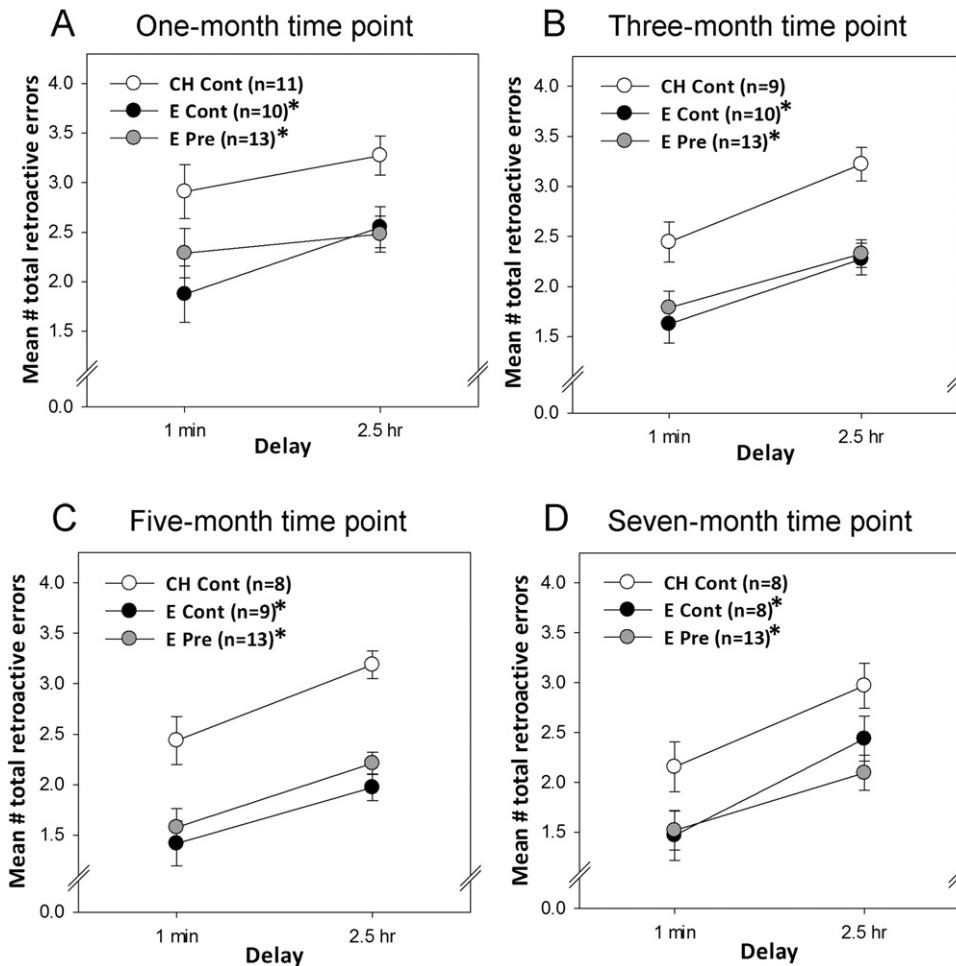 A One-month time point
Mean # total retroactive errors
4.0
3.5
3.0
2.5
2.0
1.5
0.0
CH Cont (n=11)
E Cont (n=10)*
E Pre (n=13)*
1 min
2.5 hr
Delay
B Three-month time point
Mean # total retroactive errors
4.0
3.5
3.0
2.5
2.0
1.5
0.0
CH Cont (n=9)
E Cont (n=10)*
E Pre (n=13)*
1 min
2.5 hr
Delay
C Five-month time point
Mean # total retroactive errors
4.0
3.5
3.0
2.5
2.0
1.5
0.0
CH Cont (n=8)
E Cont (n=9)*
E Pre (n=13)*
1 min
2.5 hr
Delay
D Seven-month time point
Mean # total retroactive errors
4.0
3.5
3.0
2.5
2.0
1.5
0.0
CH Cont (n=8)
E Cont (n=8)*
E Pre (n=13)*
1 min
2.5 hr
Delay